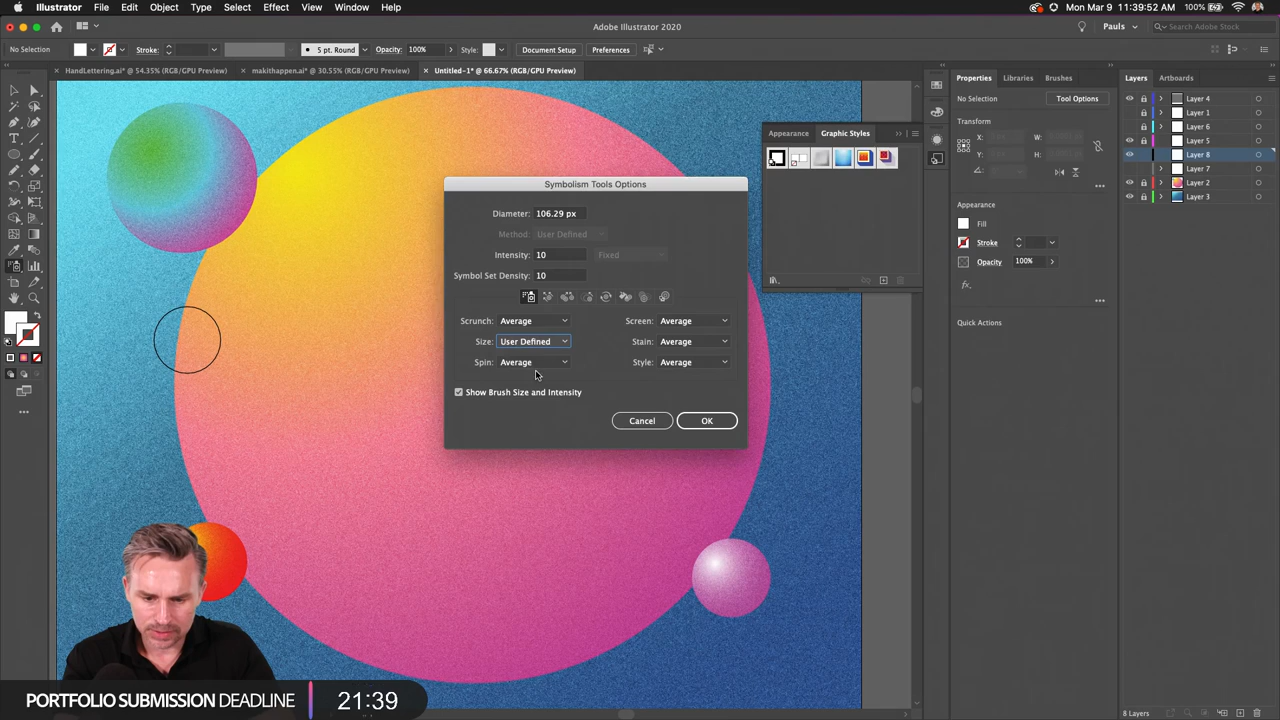 Illustrator File Edit Object Type Select Effect View Window Help
100% Mon Mar 9 10:39:52 AM
Adobe Illustrator 2020
Pauls
Search Adobe Stock
No Selection
Stroke:
5 pt. Round
Opacity: 100%
Style:
Document Setup
Preferences
× HandLettering.ai* @ 54.35% (RGB/GPU Preview)
× makithappen.ai* @ 30.55% (RGB/GPU Preview)
× Untitled-1* @ 66.67% (RGB/GPU Preview)
Properties Libraries Brushes
Layers Artboards
No Selection
Tool Options
Transform
X:
W:
Y:
H:
Appearance
Fill
Stroke
Opacity 100%
fx.
Quick Actions
Layer 4
Layer 1
Layer 6
Layer 5
Layer 8
Layer 7
Layer 2
Layer 3
8 Layers
Appearance Graphic Styles
Symbolism Tools Options
Diameter: 106.29 px
Method: User Defined
Intensity: 10 Fixed
Symbol Set Density: 10
Scrunch: Average Screen: Average
Size: User Defined Stain: Average
Spin: Average Style: Average
Show Brush Size and Intensity
Cancel OK
PORTFOLIO SUBMISSION DEADLINE 21:39